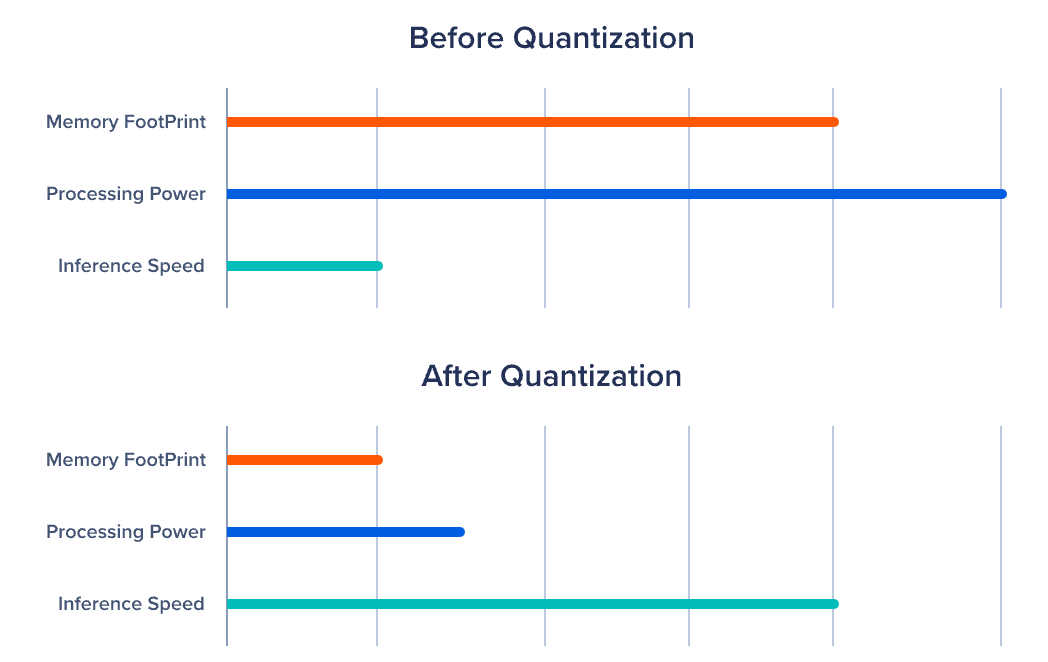 Before Quantization
Memory FootPrint
Processing Power
Inference Speed
After Quantization
Memory FootPrint
Processing Power
Inference Speed